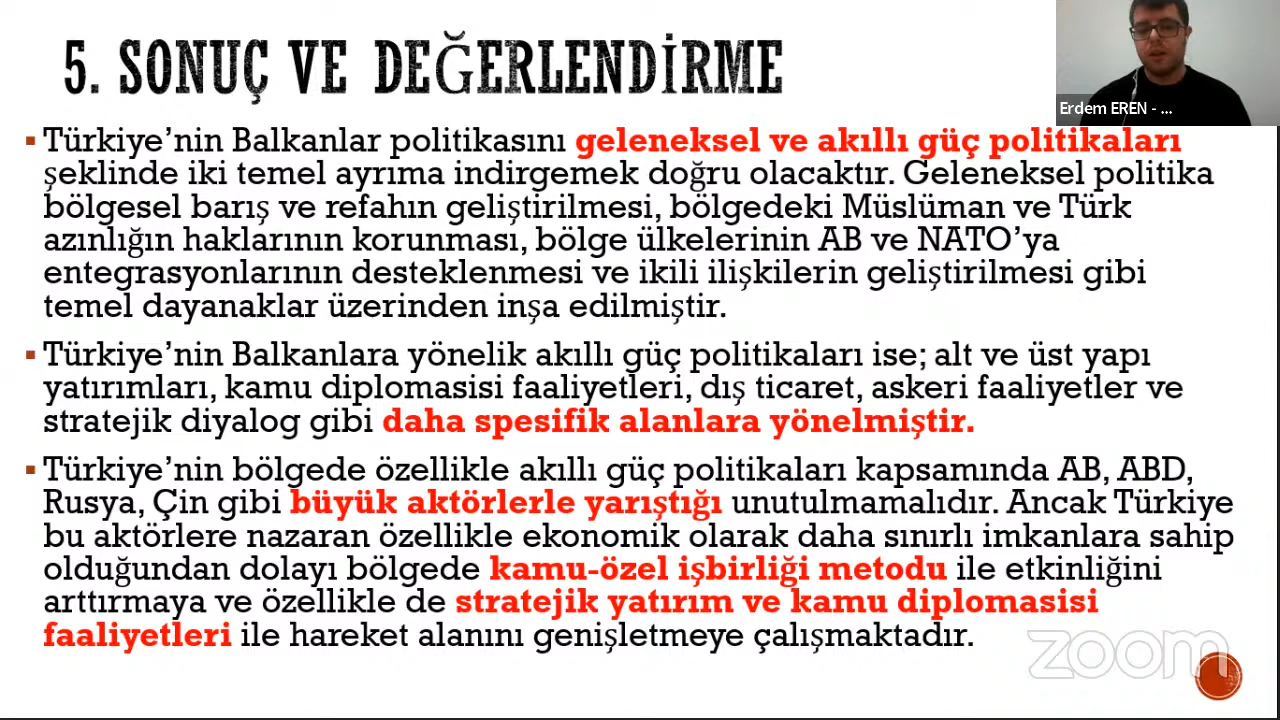 5. SONUÇ VE DEĞERLENDİRME
Erdem EREN - ...
▪ Türkiye’nin Balkanlar politikasını geleneksel ve akıllı güç politikaları
şeklinde iki temel ayrıma indirgemek doğru olacaktır. Geleneksel politika
bölgesel barış ve refahın geliştirilmesi, bölgedeki Müslüman ve Türk
azınlığın haklarının korunması, bölge ülkelerinin AB ve NATO’ya
entegrasyonlarının desteklenmesi ve ikili ilişkilerin geliştirilmesi gibi
temel dayanaklar üzerinden inşa edilmiştir.
▪ Türkiye’nin Balkanlara yönelik akıllı güç politikaları ise; alt ve üst yapı
yatırımları, kamu diplomasisi faaliyetleri, dış ticaret, askeri faaliyetler ve
stratejik diyalog gibi daha spesifik alanlara yönelmiştir.
▪ Türkiye’nin bölgede özellikle akıllı güç politikaları kapsamında AB, ABD,
Rusya, Çin gibi büyük aktörlerle yarıştığı unutulmamalıdır. Ancak Türkiye
bu aktörlere nazaran özellikle ekonomik olarak daha sınırlı imkanlara sahip
olduğundan dolayı bölgede kamu-özel işbirliği metodu ile etkinliğini
arttırmaya ve özellikle de stratejik yatırım ve kamu diplomasisi
faaliyetleri ile hareket alanını genişletmeye çalışmaktadır.
zoom